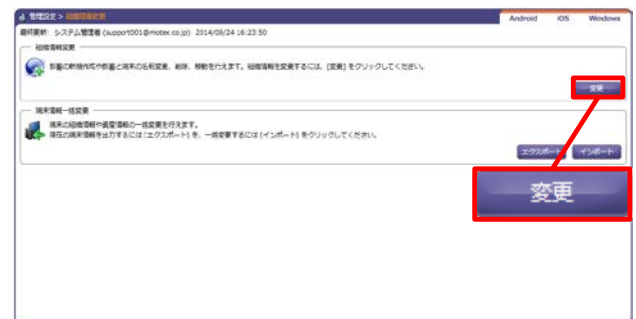 管理設定 > 組織情報変更
Android iOS Windows
最終更新: システム管理者 (support001@motex.co.jp) 2014/09/24 16:23:50
組織情報変更
部署の新規作成や部署と端末の名称変更、削除、移動を行えます。組織情報を変更するには、[変更] をクリックしてください。
変更
端末情報一括変更
端末の組織情報や資産情報の一括変更を行えます。
現在の端末情報を出力するには [エクスポート] を、一括変更するには [インポート] をクリックしてください。
エクスポート インポート
変更